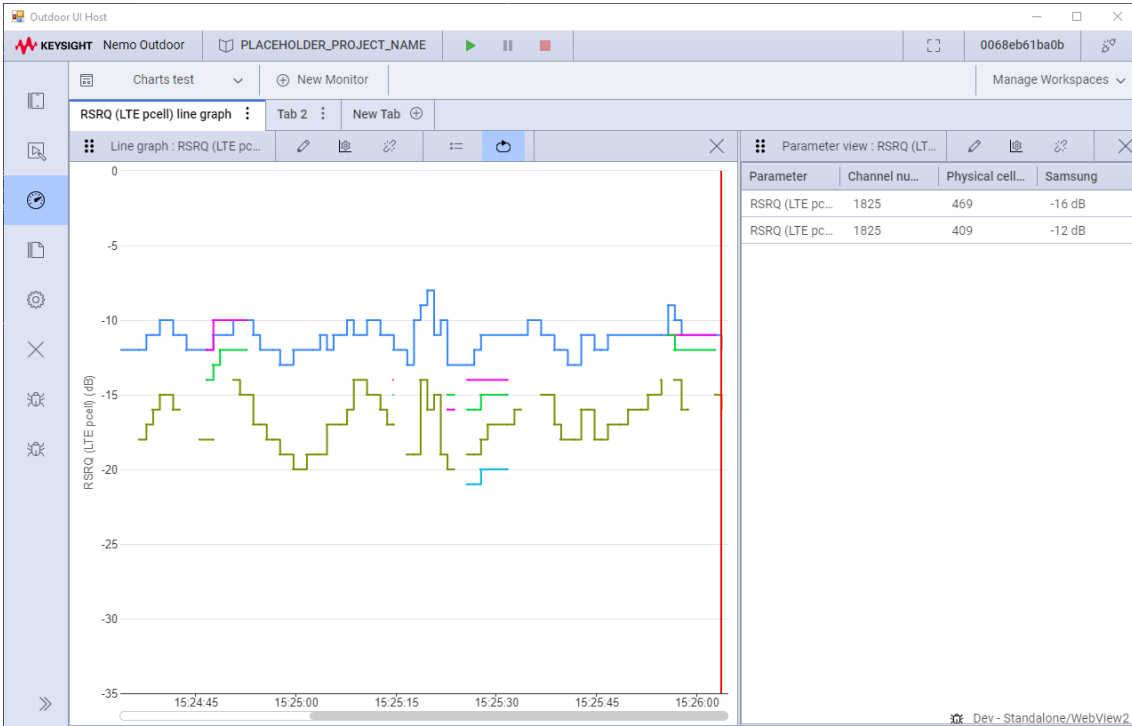 Outdoor UI Host
KEYSIGHT Nemo Outdoor PLACEHOLDER_PROJECT_NAME 0068eb61ba0b
Charts test New Monitor Manage Workspaces
RSRQ (LTE pcell) line graph Tab 2 New Tab
Line graph : RSRQ (LTE pc...
Parameter view : RSRQ (LT...
Parameter Channel nu... Physical cell... Samsung
RSRQ (LTE pc... 1825 469 -16 dB
RSRQ (LTE pc... 1825 409 -12 dB
RSRQ (LTE pcell) (dB)
0
-5
-10
-15
-20
-25
-30
-35
15:24:45 15:25:00 15:25:15 15:25:30 15:25:45 15:26:00
Dev - Standalone/WebView2